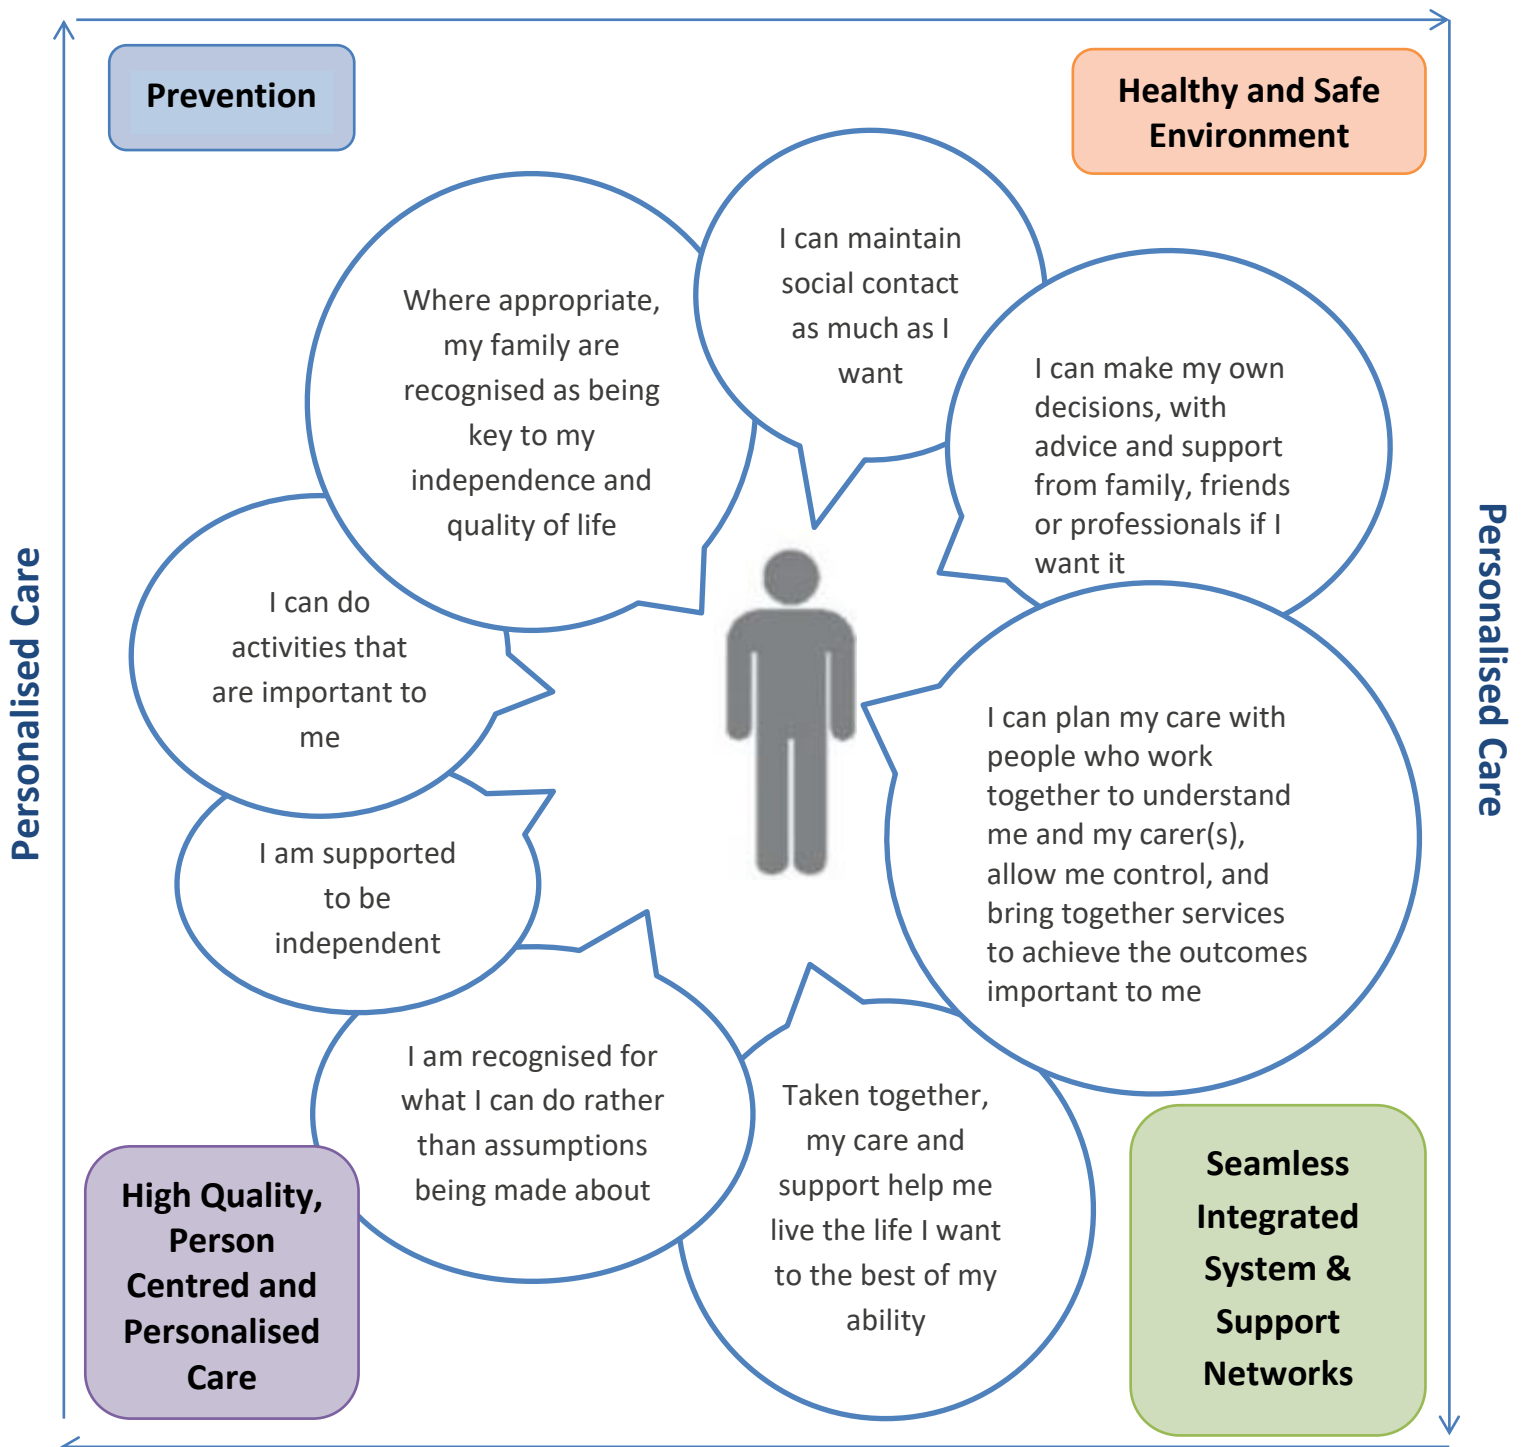 Prevention
Healthy and Safe
Environment
I can maintain
social contact
as much as I
want
Where appropriate,
my family are
recognised as being
key to my
independence and
quality of life
I can make my own
decisions, with
advice and support
from family, friends
or professionals if I
want it
Personalised Care
Personalised Care
I can do
activities that
are important to
me
I can plan my care with
people who work
together to understand
me and my carer(s),
allow me control, and
bring together services
to achieve the outcomes
important to me
I am supported
to be
independent
I am recognised for
what I can do rather
than assumptions
being made about
Taken together,
my care and
support help me
live the life I want
to the best of my
ability
High Quality,
Person
Centred and
Personalised
Care
Seamless
Integrated
System &
Support
Networks